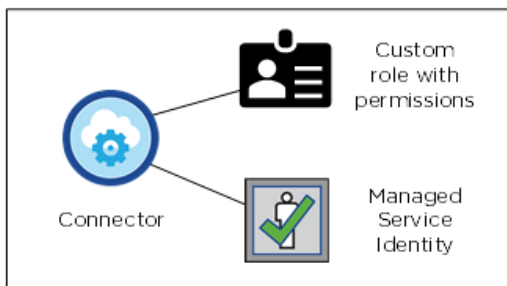 Custom
role with
permissions
Connector
Managed
Service
Identity